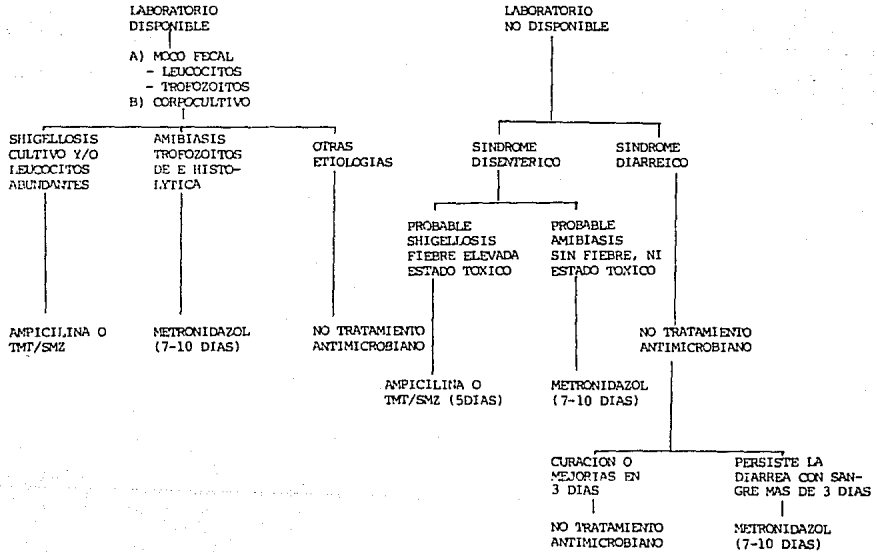 LABORATORIO
DISPONIBLE
A) MOCO FECAL
- LEUCOCITOS
- TROFOZOITOS
B) CORPOCULTIVO
SHIGELLOSIS
CULTIVO Y/O
LEUCOCITOS
ABUNDANTES
AMIBIASIS
TROFOZOITOS
DE E HISTO-
LYTICA
OTRAS
ETIOLOGIAS
AMPICILINA O
TMT/SMZ
METRONIDAZOL
(7-10 DIAS)
NO TRATAMIENTO
ANTIMICROBIANO
LABORATORIO
NO DISPONIBLE
SINDROME
DISENTERICO
SINDROME
DIARREICO
PROBABLE
SHIGELLOSIS
FIEBRE ELEVADA
ESTADO TOXICO
PROBABLE
AMIBIASIS
SIN FIEBRE, NI
ESTADO TOXICO
AMPICILINA O
TMT/SMZ (5DIAS)
METRONIDAZOL
(7-10 DIAS)
NO TRATAMIENTO
ANTIMICROBIANO
CURACION O
MEJORIAS EN
3 DIAS
NO TRATAMIENTO
ANTIMICROBIANO
PERSISTE LA
DIARREA CON SAN-
GRE MAS DE 3 DIAS
METRONIDAZOL
(7-10 DIAS)